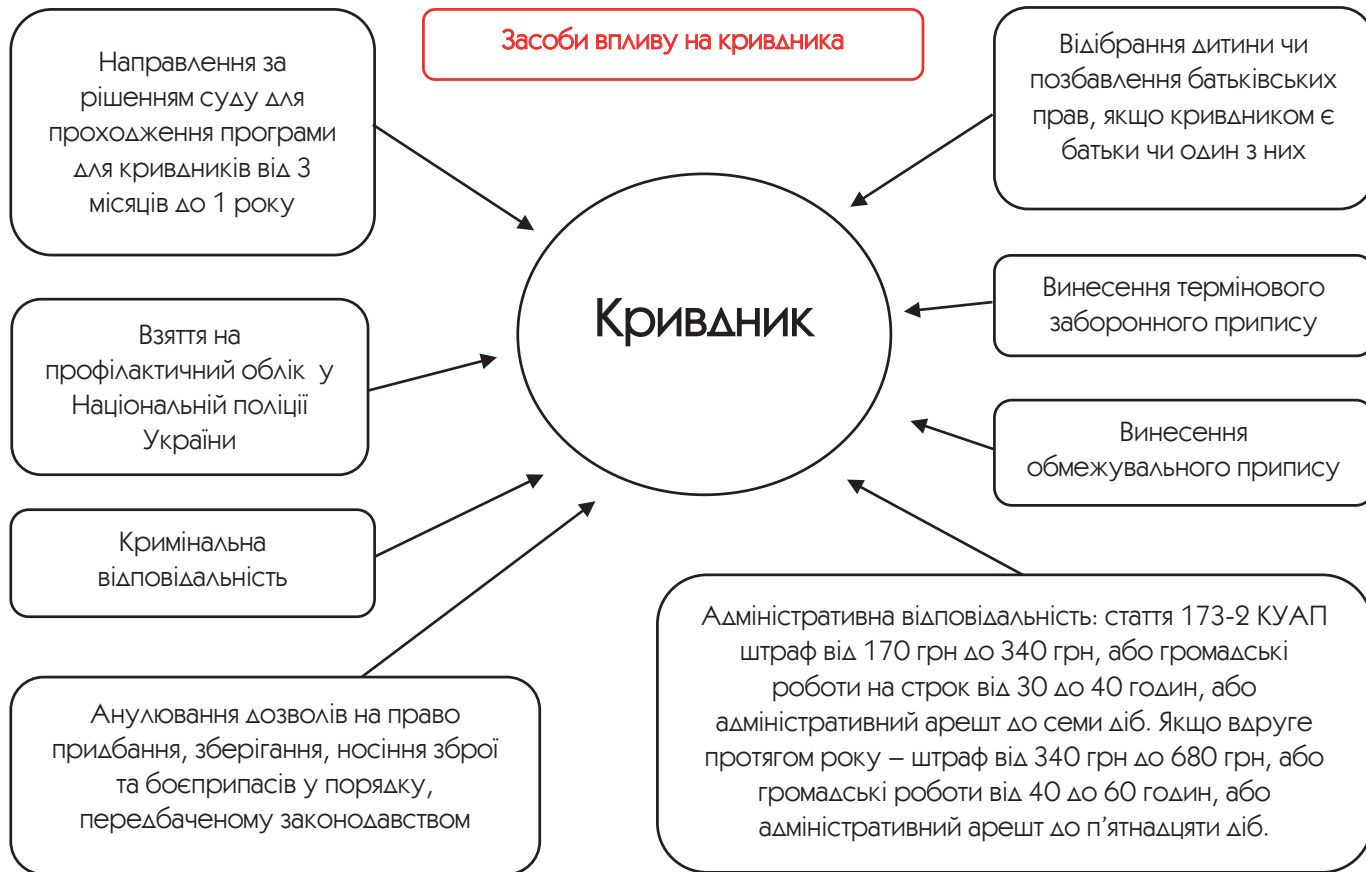 Засоби впливу на кривдника
Направлення за
рішенням суду для
проходження програми
для кривдників від 3
місяців до 1 року
Відібрання дитини чи
позбавлення батьківських
прав, якщо кривдником є
батьки чи один з них
Кривдник
Винесення термінового
заборонного припису
Взяття на
профілактичний облік у
Національній поліції
України
Винесення
обмежувального припису
Кримінальна
відповідальність
Адміністративна відповідальність: стаття 173-2 КУАП
штраф від 170 грн до 340 грн, або громадські
роботи на строк від 30 до 40 годин, або
адміністративний арешт до семи діб. Якщо вдруге
протягом року – штраф від 340 грн до 680 грн, або
громадські роботи від 40 до 60 годин, або
адміністративний арешт до п’ятнадцяти діб.
Анулювання дозволів на право
придбання, зберігання, носіння зброї
та боєприпасів у порядку,
передбаченому законодавством